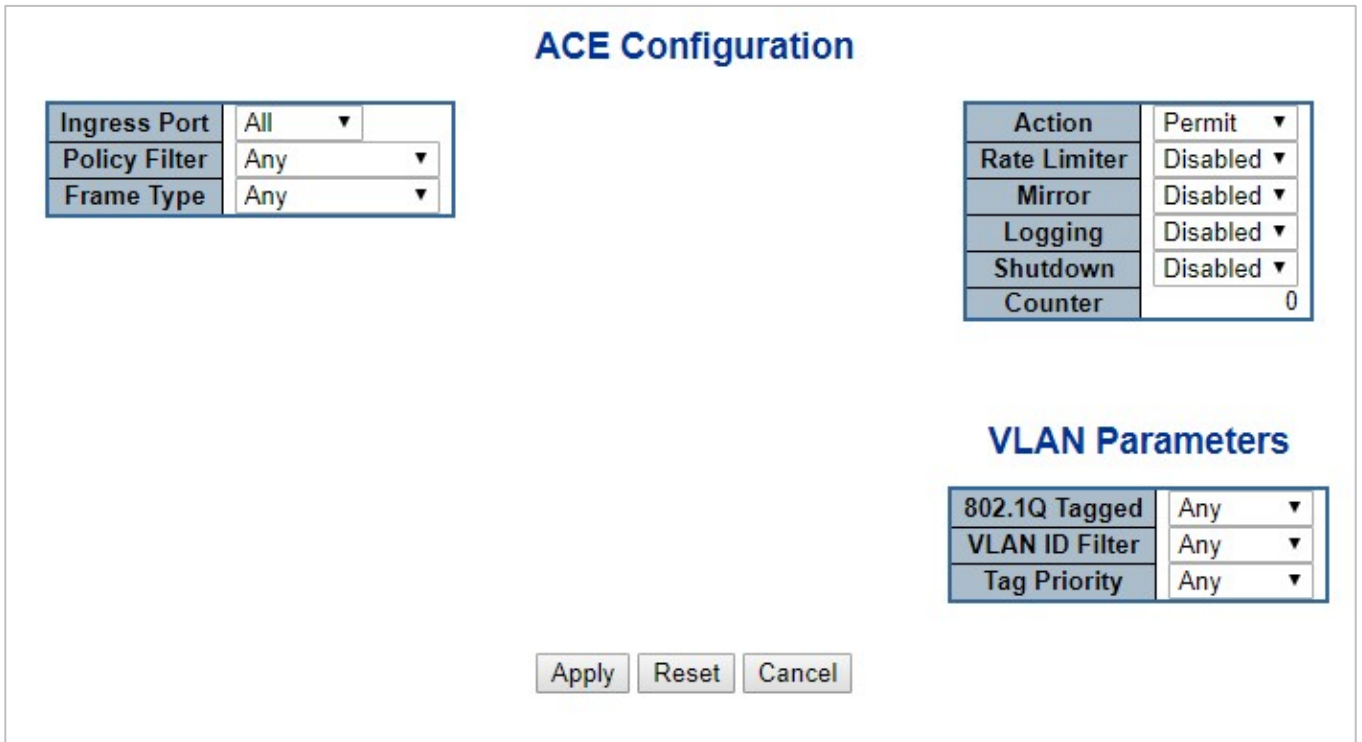 ACE Configuration
Ingress Port All
Policy Filter Any
Frame Type Any
Action Permit
Rate Limiter Disabled
Mirror Disabled
Logging Disabled
Shutdown Disabled
Counter 0
VLAN Parameters
802.1Q Tagged Any
VLAN ID Filter Any
Tag Priority Any
Apply Reset Cancel